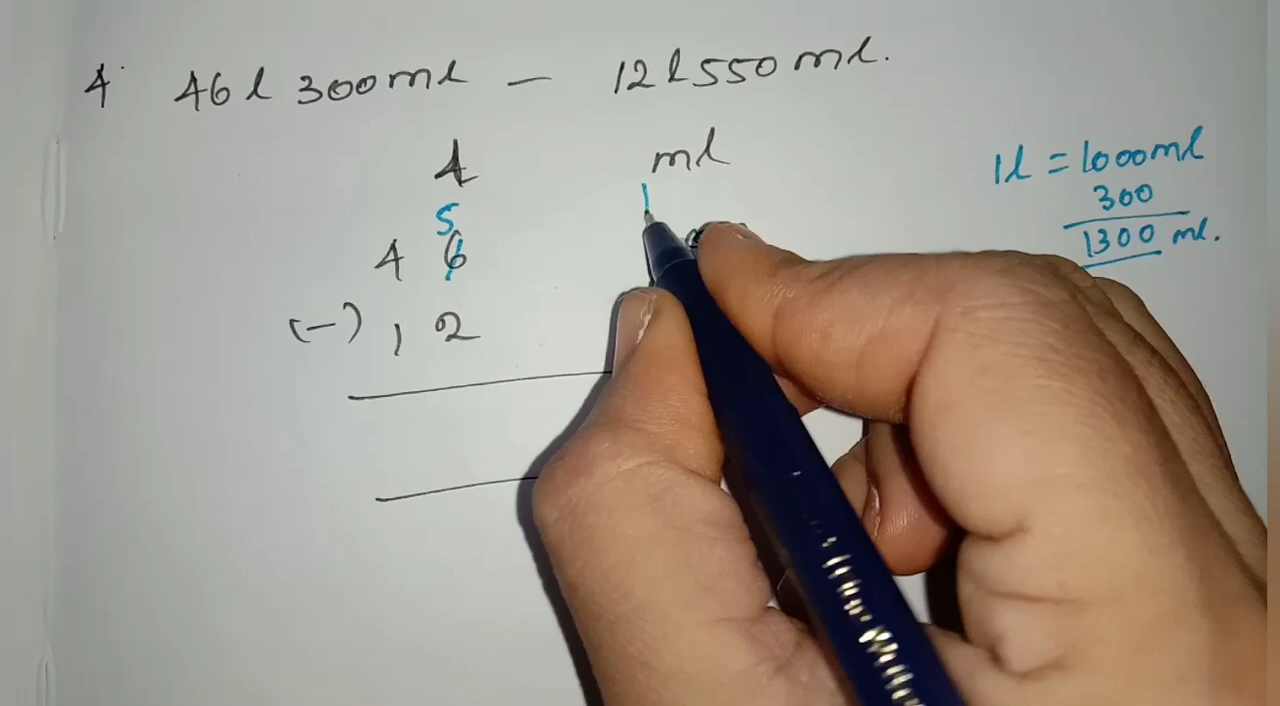 4. 46 l 300 ml — 12 l 550 ml.
l ml
5 1
4 6
(-) 1 2
1l = 1000 ml
300
1300 ml.